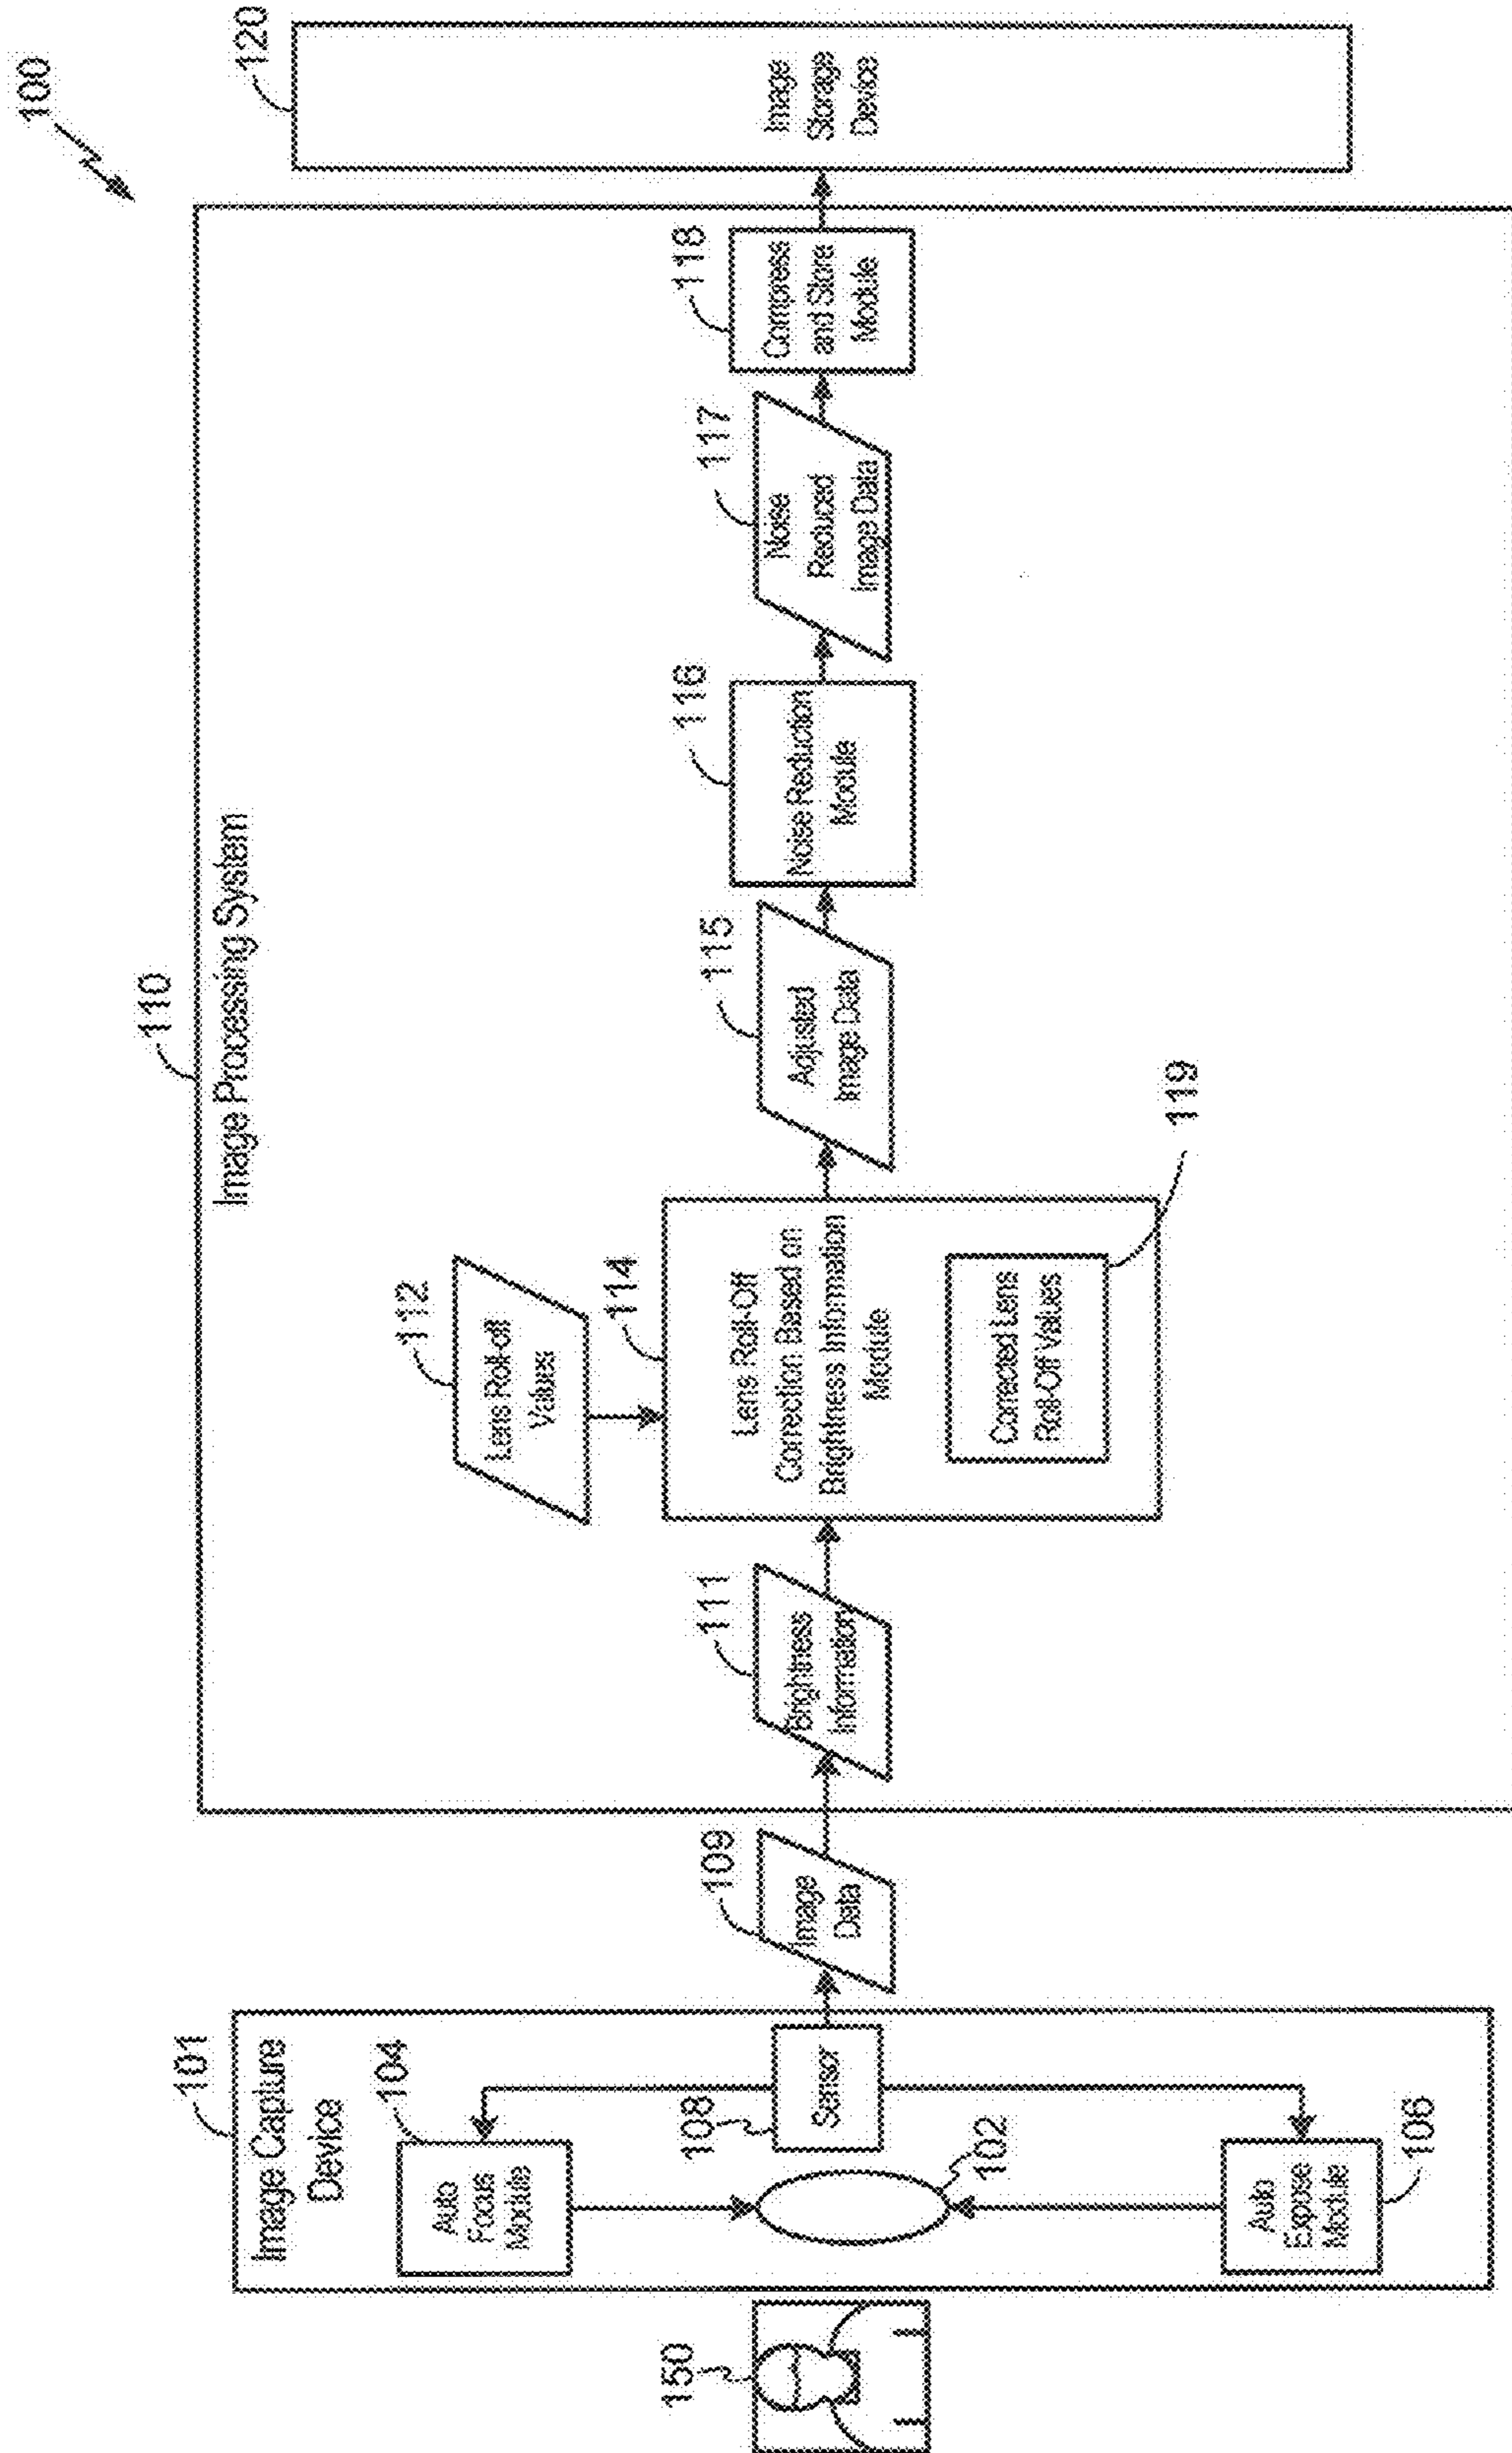 100
101
Image Capture
Device
104
Auto
Focus
Module
108
Sensor
102
106
Auto
Expose
Module
150
109
Image
Data
110
Image Processing System
111
Brightness
Information
112
Lens Roll-off
Values
114
Lens Roll-Off
Correction Based on
Brightness Information
Module
Corrected Lens
Roll-Off Values
119
115
Adjusted
Image Data
116
Noise Reduction
Module
117
Noise
Reduced
Image Data
118
Compress
and Store
Module
120
Image
Storage
Device